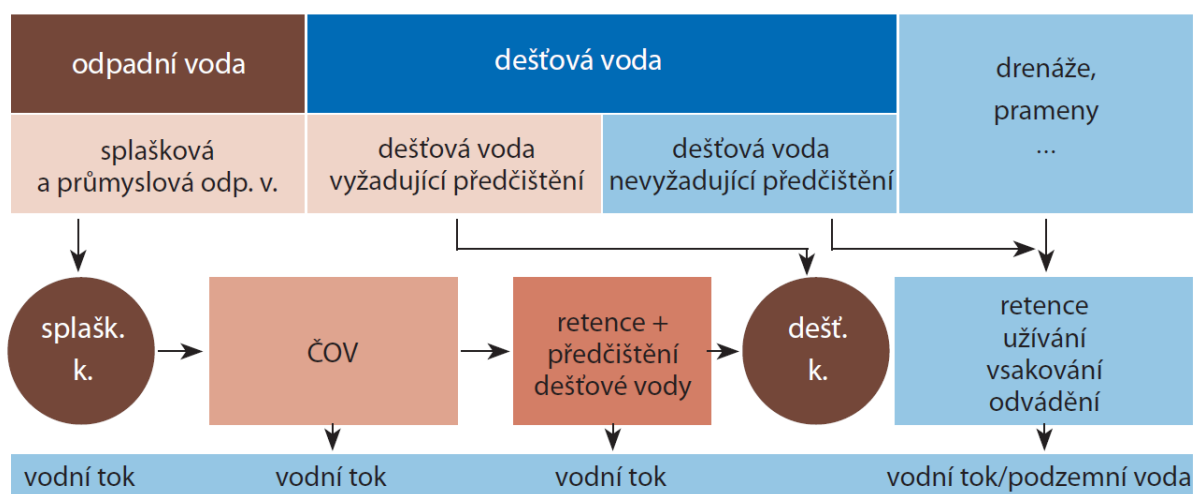 odpadní voda
dešťová voda
drenáže,
prameny
...
splašková
a průmyslová odp. v.
dešťová voda
vyžadující předčištění
dešťová voda
nevyžadující předčištění
splašk.
k.
ČOV
retence +
předčištění
dešťové vody
dešť.
k.
retence
užívání
vsakování
odvádění
vodní tok
vodní tok
vodní tok
vodní tok/podzemní voda